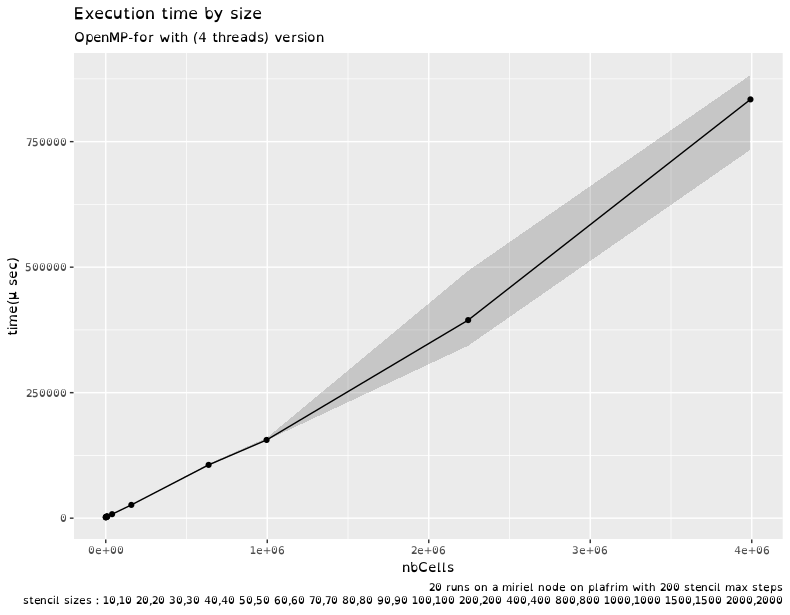 Execution time by size
OpenMP-for with (4 threads) version
750000
500000
250000
0
time(µ sec)
0e+00 1e+06 2e+06 3e+06 4e+06
nbCells
20 runs on a miriel node on plafrim with 200 stencil max steps
stencil sizes : 10,10 20,20 30,30 40,40 50,50 60,60 70,70 80,80 90,90 100,100 200,200 400,400 800,800 1000,1000 1500,1500 2000,2000